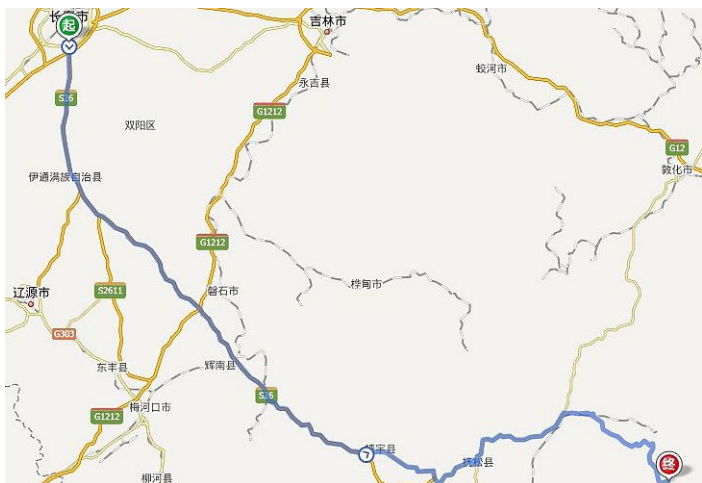 长春市
起
吉林市
蛟河市
永吉县
S26
G1212
双阳区
G12
敦化市
伊通满族自治县
G1212
辽源市
S2611
磐石市
桦甸市
G303
东丰县
辉南县
S26
梅河口市
G1212
靖宇县
抚松县
终
柳河县